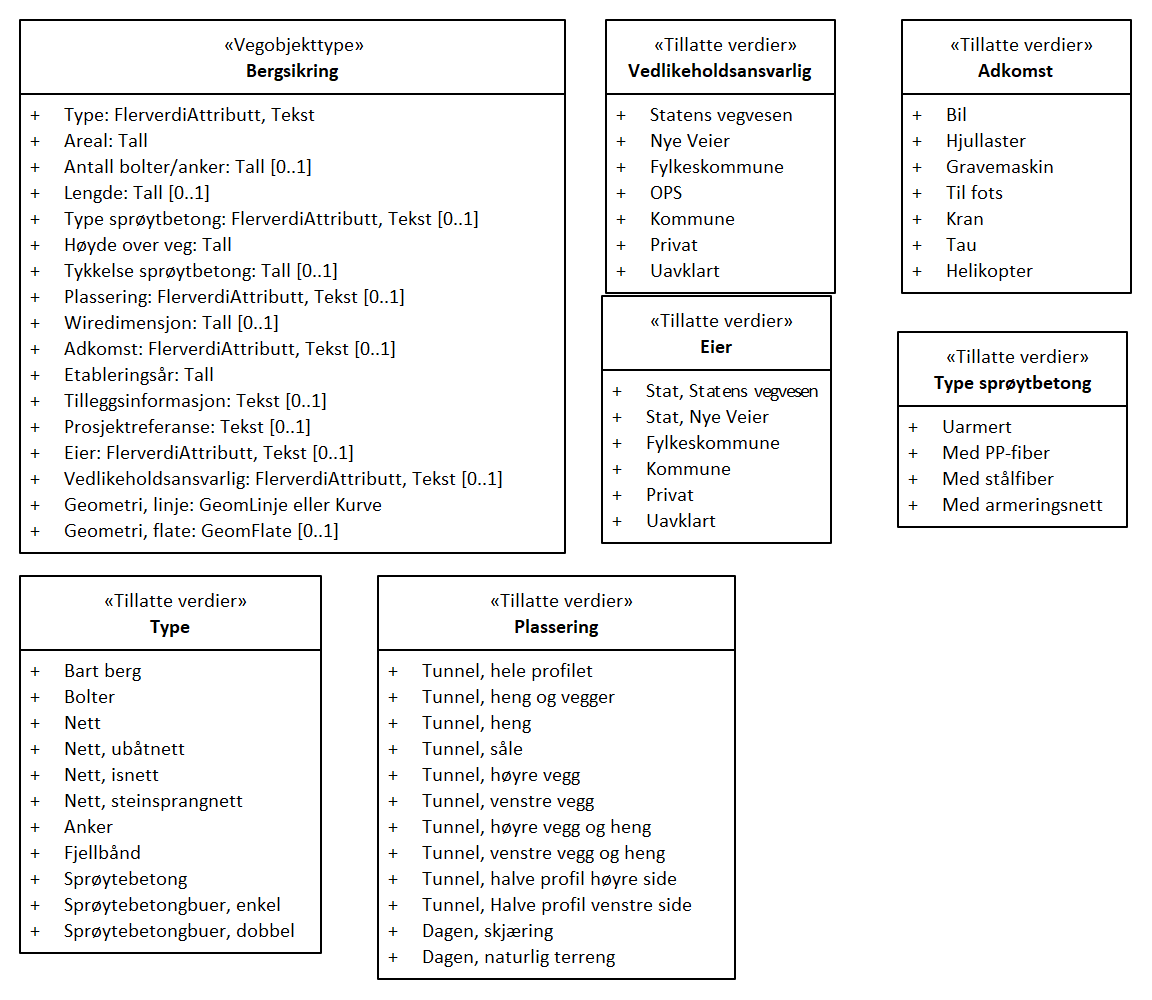 «Vegobjekttype»
Bergsikring
+ Type: FlerverdiAttributt, Tekst
+ Areal: Tall
+ Antall bolter/anker: Tall [0..1]
+ Lengde: Tall [0..1]
+ Type sprøytbetong: FlerverdiAttributt, Tekst [0..1]
+ Høyde over veg: Tall
+ Tykkelse sprøytbetong: Tall [0..1]
+ Plassering: FlerverdiAttributt, Tekst [0..1]
+ Wiredimensjon: Tall [0..1]
+ Adkomst: FlerverdiAttributt, Tekst [0..1]
+ Etableringsår: Tall
+ Tilleggsinformasjon: Tekst [0..1]
+ Prosjektreferanse: Tekst [0..1]
+ Eier: FlerverdiAttributt, Tekst [0..1]
+ Vedlikeholdsansvarlig: FlerverdiAttributt, Tekst [0..1]
+ Geometri, linje: GeomLinje eller Kurve
+ Geometri, flate: GeomFlate [0..1]
«Tillatte verdier»
Vedlikeholdsansvarlig
+ Statens vegvesen
+ Nye Veier
+ Fylkeskommune
+ OPS
+ Kommune
+ Privat
+ Uavklart
«Tillatte verdier»
Adkomst
+ Bil
+ Hjullaster
+ Gravemaskin
+ Til fots
+ Kran
+ Tau
+ Helikopter
«Tillatte verdier»
Eier
+ Stat, Statens vegvesen
+ Stat, Nye Veier
+ Fylkeskommune
+ Kommune
+ Privat
+ Uavklart
«Tillatte verdier»
Type sprøytbetong
+ Uarmert
+ Med PP-fiber
+ Med stålfiber
+ Med armeringsnett
«Tillatte verdier»
Type
+ Bart berg
+ Bolter
+ Nett
+ Nett, ubåtnett
+ Nett, isnett
+ Nett, steinsprangnett
+ Anker
+ Fjellbånd
+ Sprøytebetong
+ Sprøytebetongbuer, enkel
+ Sprøytebetongbuer, dobbel
«Tillatte verdier»
Plassering
+ Tunnel, hele profilet
+ Tunnel, heng og vegger
+ Tunnel, heng
+ Tunnel, såle
+ Tunnel, høyre vegg
+ Tunnel, venstre vegg
+ Tunnel, høyre vegg og heng
+ Tunnel, venstre vegg og heng
+ Tunnel, halve profil høyre side
+ Tunnel, Halve profil venstre side
+ Dagen, skjæring
+ Dagen, naturlig terreng